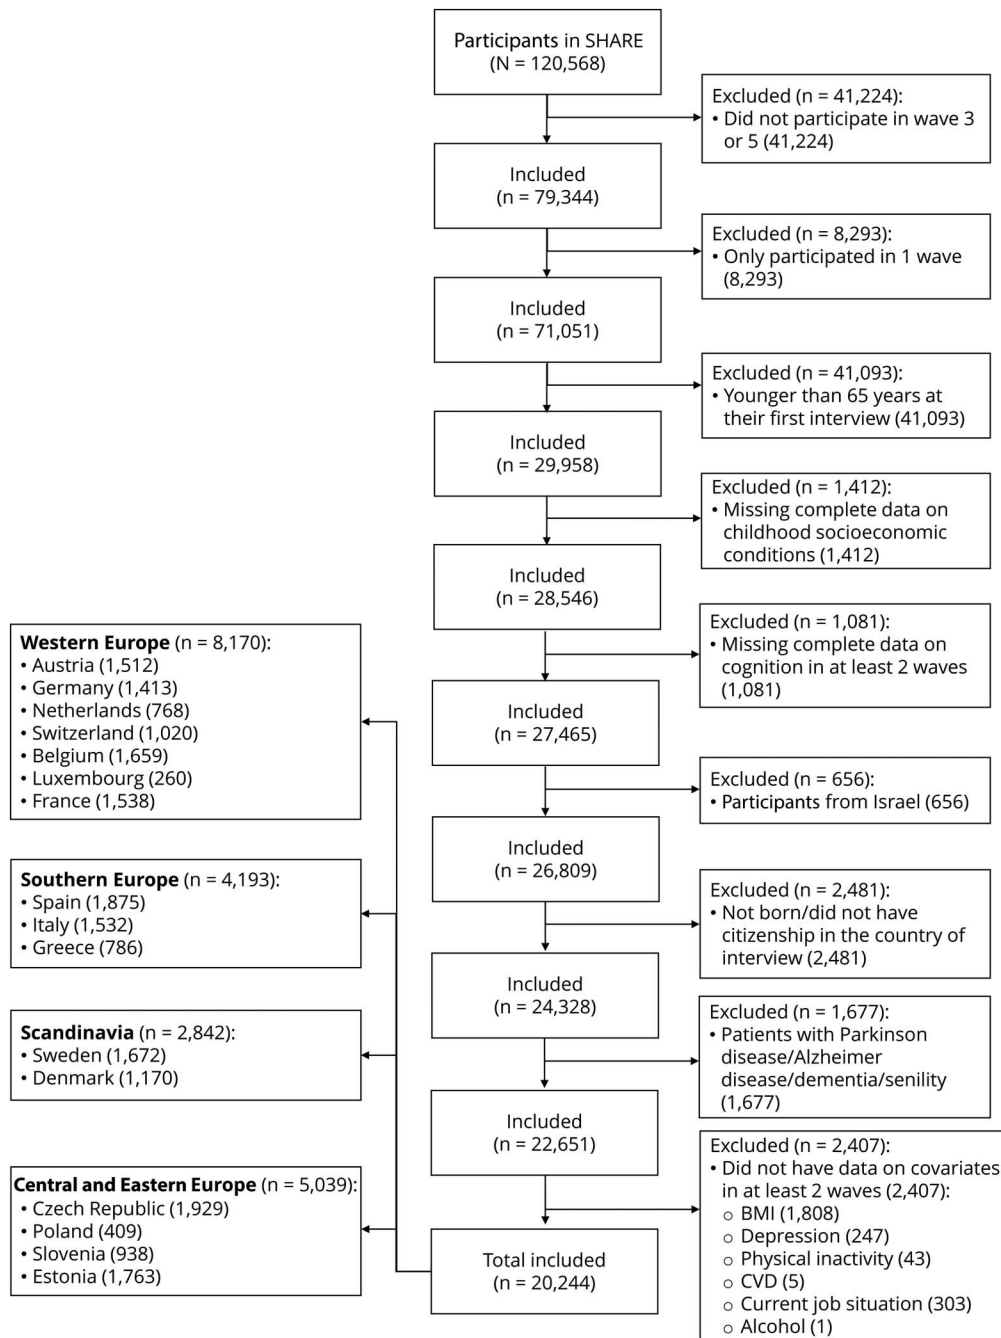 Participants in SHARE
(N = 120,568)
Excluded (n = 41,224):
• Did not participate in wave 3
or 5 (41,224)
Included
(n = 79,344)
Excluded (n = 8,293):
• Only participated in 1 wave
(8,293)
Included
(n = 71,051)
Excluded (n = 41,093):
• Younger than 65 years at
their first interview (41,093)
Included
(n = 29,958)
Excluded (n = 1,412):
• Missing complete data on
childhood socioeconomic
conditions (1,412)
Included
(n = 28,546)
Excluded (n = 1,081):
• Missing complete data on
cognition in at least 2 waves
(1,081)
Included
(n = 27,465)
Excluded (n = 656):
• Participants from Israel (656)
Included
(n = 26,809)
Excluded (n = 2,481):
• Not born/did not have
citizenship in the country of
interview (2,481)
Included
(n = 24,328)
Excluded (n = 1,677):
• Patients with Parkinson
disease/Alzheimer
disease/dementia/senility
(1,677)
Included
(n = 22,651)
Excluded (n = 2,407):
• Did not have data on covariates
in at least 2 waves (2,407):
○ BMI (1,808)
○ Depression (247)
○ Physical inactivity (43)
○ CVD (5)
○ Current job situation (303)
○ Alcohol (1)
Total included
(n = 20,244)
Western Europe (n = 8,170):
• Austria (1,512)
• Germany (1,413)
• Netherlands (768)
• Switzerland (1,020)
• Belgium (1,659)
• Luxembourg (260)
• France (1,538)
Southern Europe (n = 4,193):
• Spain (1,875)
• Italy (1,532)
• Greece (786)
Scandinavia (n = 2,842):
• Sweden (1,672)
• Denmark (1,170)
Central and Eastern Europe (n = 5,039):
• Czech Republic (1,929)
• Poland (409)
• Slovenia (938)
• Estonia (1,763)